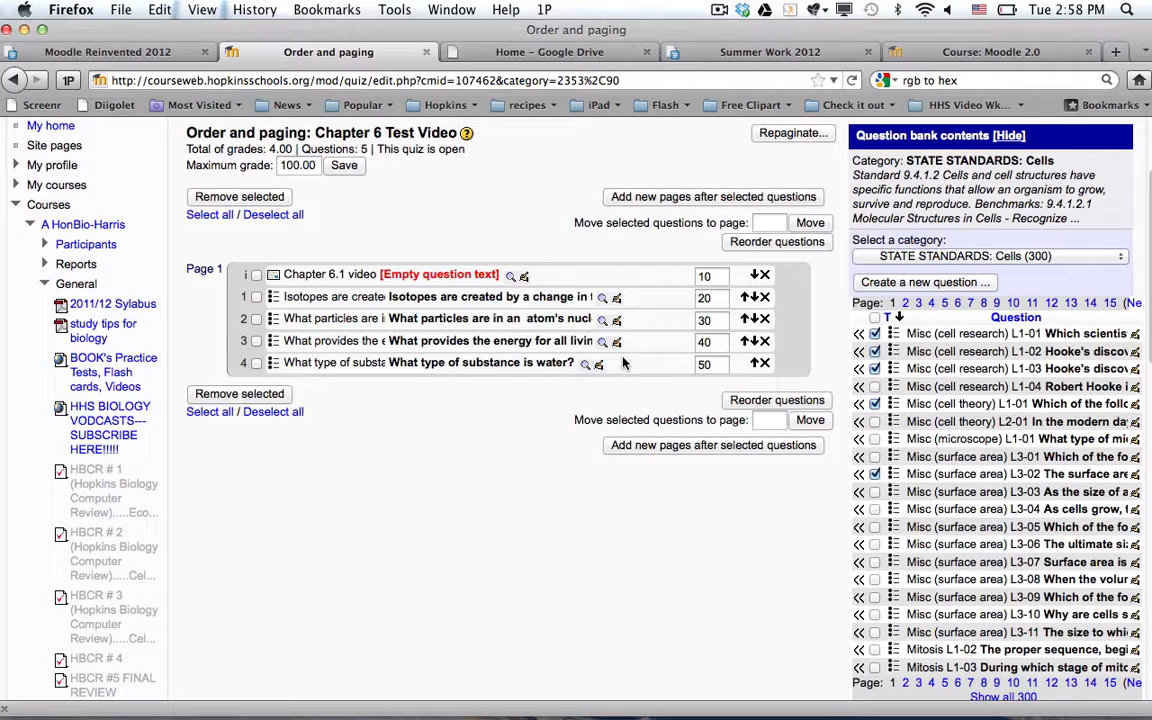 Firefox File Edit View History Bookmarks Tools Window Help 1P Tue 2:58 PM
Order and paging
Moodle Reinvented 2012 Order and paging Home – Google Drive Summer Work 2012 Course: Moodle 2.0
1P http://courseweb.hopkinsschools.org/mod/quiz/edit.php?cmid=107462&category=2353%2C90 rgb to hex
Screenr Diigolet Most Visited News Popular Hopkins recipes iPad Flash Free Clipart Check it out HHS Video Wk... Bookmarks
My home
Site pages
My profile
My courses
Courses
A HonBio-Harris
Participants
Reports
General
2011/12 Syllabus
study tips for
biology
BOOK's Practice
Tests, Flash
cards, Videos
HHS BIOLOGY
VODCASTS---
SUBSCRIBE
HERE!!!!!
HBCR # 1
(Hopkins Biology
Computer
Review).....Eco...
HBCR # 2
(Hopkins Biology
Computer
Review).....Cel...
HBCR # 3
(Hopkins Biology
Computer
Review).....Cel...
HBCR # 4
HBCR #5 FINAL
REVIEW
Order and paging: Chapter 6 Test Video
Total of grades: 4.00 | Questions: 5 | This quiz is open
Maximum grade: 100.00 Save
Repaginate...
Remove selected
Add new pages after selected questions
Select all / Deselect all
Move selected questions to page: Move
Reorder questions
Page 1
i Chapter 6.1 video [Empty question text] 10
1 Isotopes are create Isotopes are created by a change in t 20
2 What particles are i What particles are in an atom's nucl 30
3 What provides the e What provides the energy for all livin 40
4 What type of substa What type of substance is water? 50
Remove selected
Reorder questions
Select all / Deselect all
Move selected questions to page: Move
Add new pages after selected questions
Question bank contents [Hide]
Category: STATE STANDARDS: Cells
Standard 9.4.1.2 Cells and cell structures have
specific functions that allow an organism to grow,
survive and reproduce. Benchmarks: 9.4.1.2.1
Molecular Structures in Cells - Recognize ...
Select a category:
STATE STANDARDS: Cells (300)
Create a new question ...
Page: 1 2 3 4 5 6 7 8 9 10 11 12 13 14 15 (Ne
T Question
Misc (cell research) L1-01 Which scientis
Misc (cell research) L1-02 Hooke's discov
Misc (cell research) L1-03 Hooke's discov
Misc (cell research) L1-04 Robert Hooke i
Misc (cell theory) L1-01 Which of the follc
Misc (cell theory) L2-01 In the modern da
Misc (microscope) L1-01 What type of mi
Misc (surface area) L3-01 Which of the fo
Misc (surface area) L3-02 The surface are
Misc (surface area) L3-03 As the size of a
Misc (surface area) L3-04 As cells grow, t
Misc (surface area) L3-05 Which of the fo
Misc (surface area) L3-06 The ultimate si
Misc (surface area) L3-07 Surface area is
Misc (surface area) L3-08 When the volur
Misc (surface area) L3-09 Which of the fo
Misc (surface area) L3-10 Why are cells s
Misc (surface area) L3-11 The size to whic
Mitosis L1-02 The proper sequence, begi
Mitosis L1-03 During which stage of mitc
Page: 1 2 3 4 5 6 7 8 9 10 11 12 13 14 15 (Ne
Show all 300